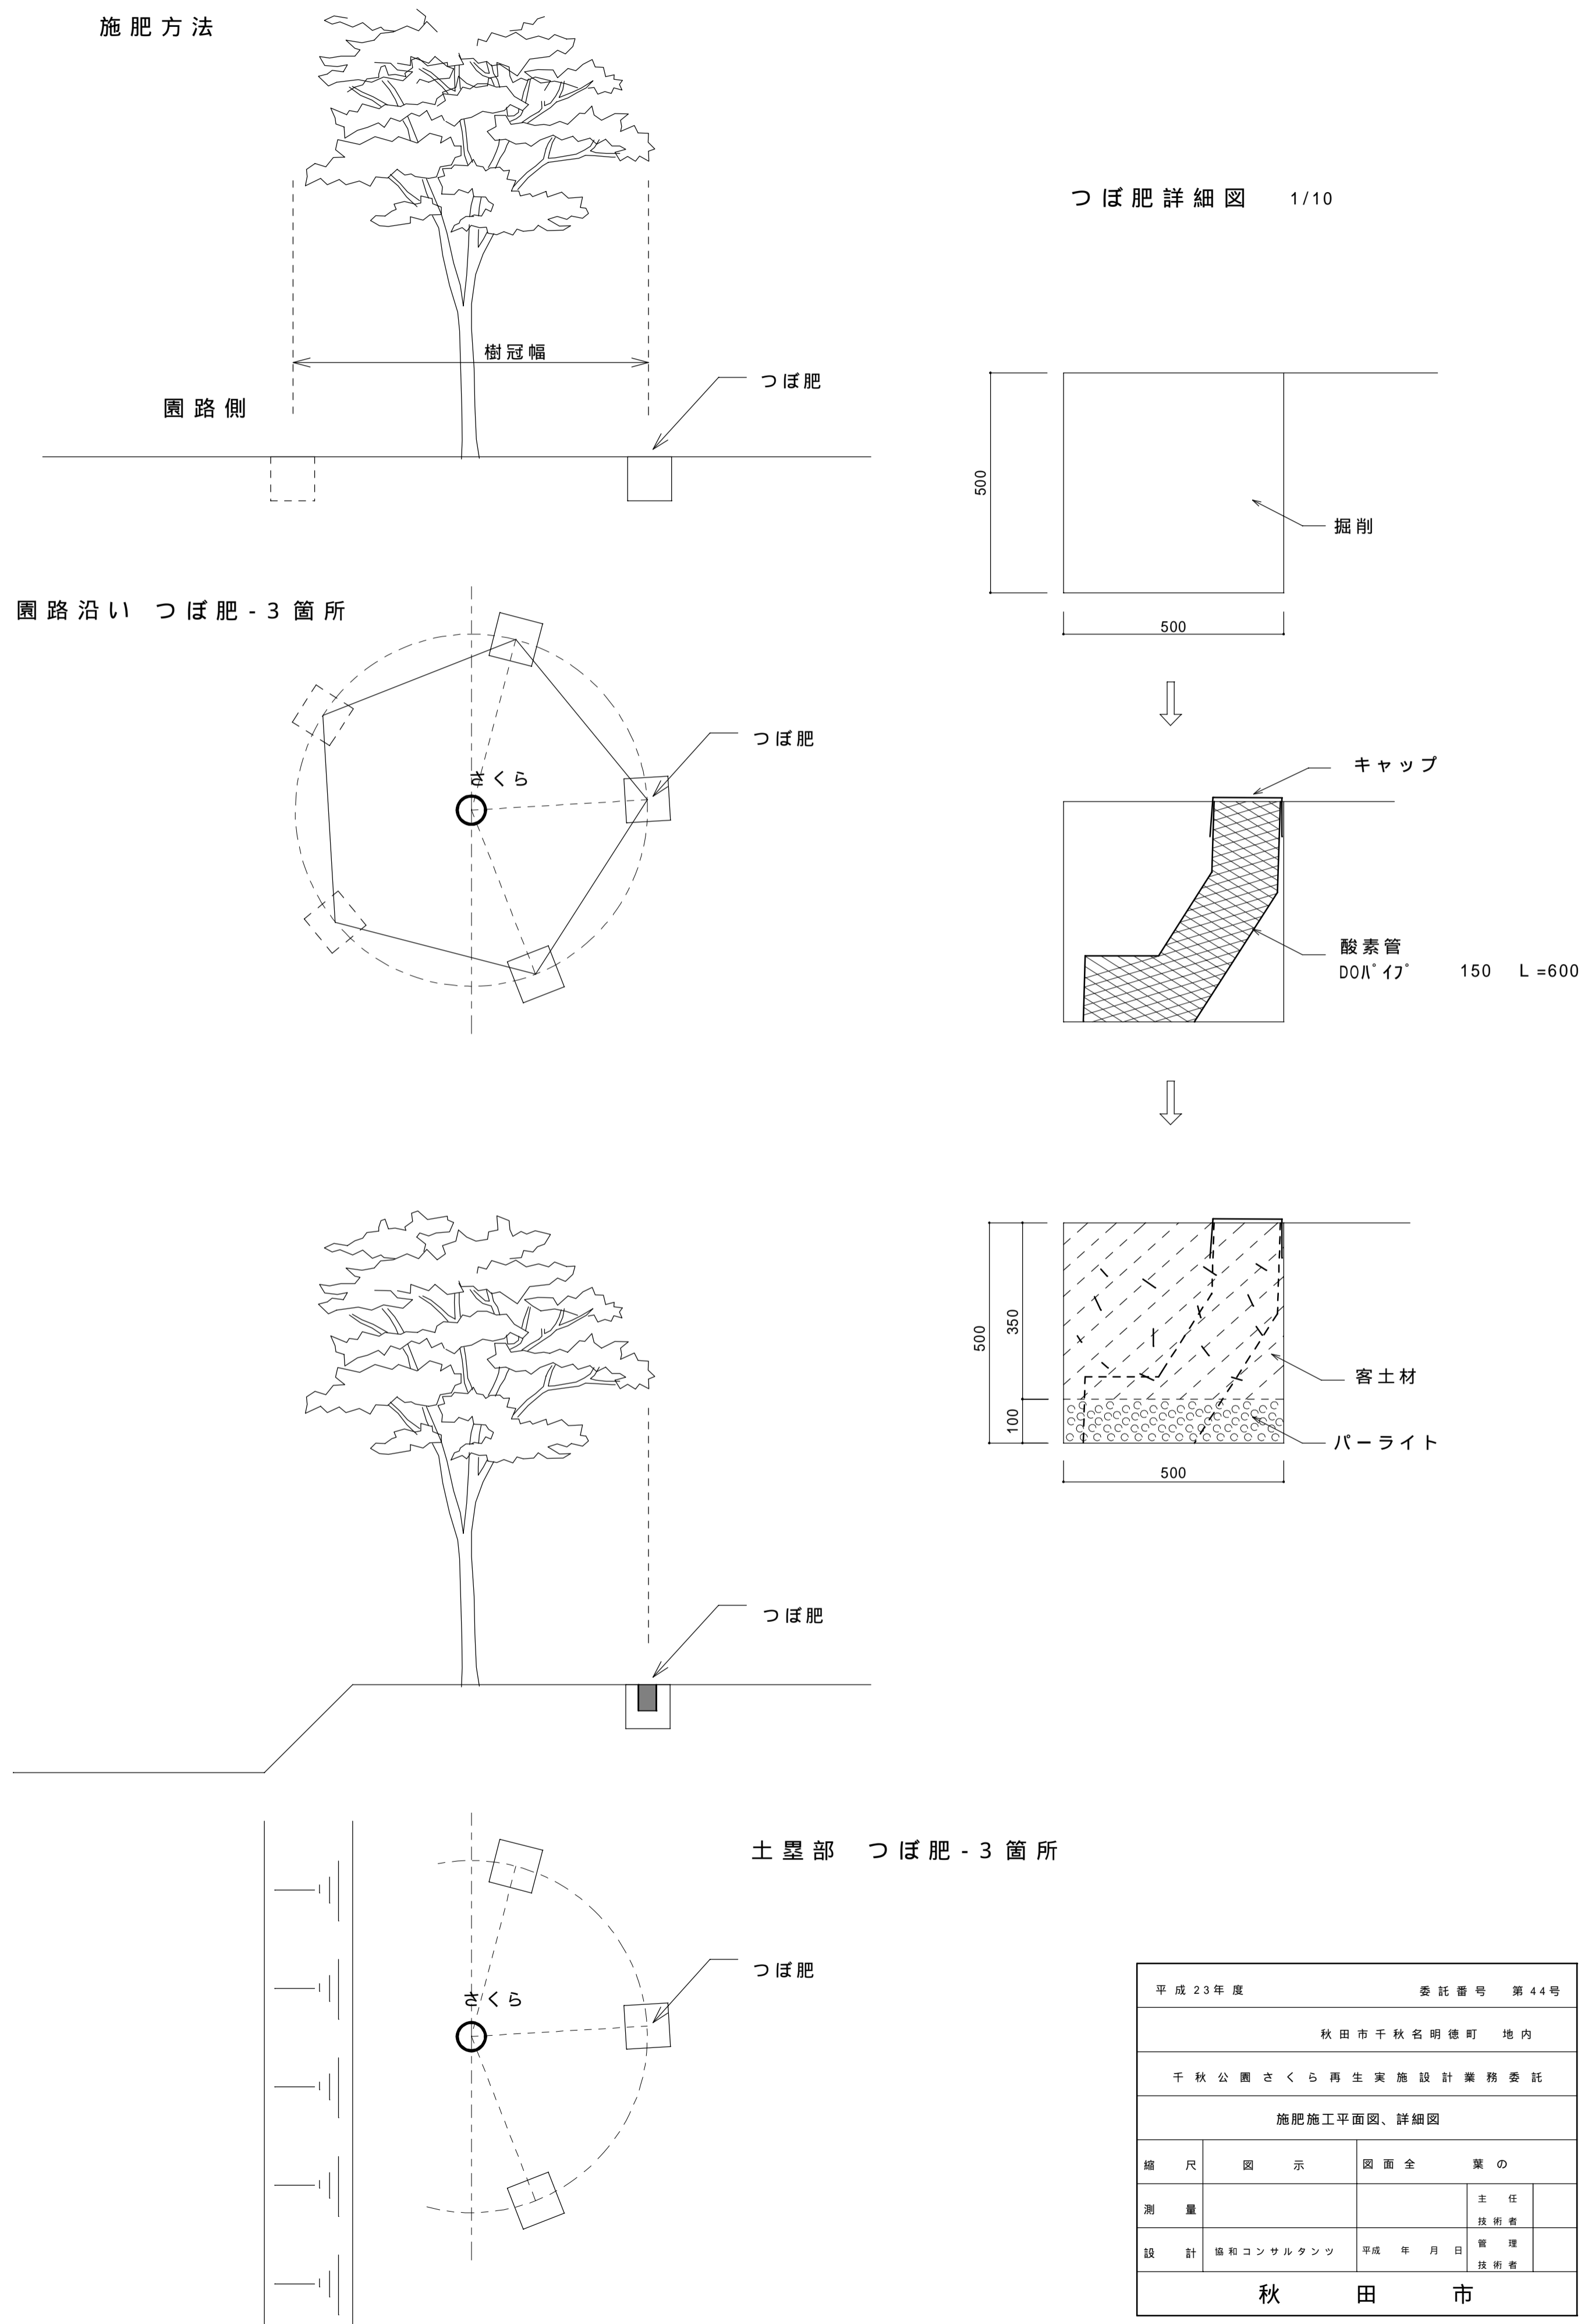 施肥方法
つぼ肥詳細図 1/10
樹冠幅
つぼ肥
園路側
500
掘削
500
園路沿い つぼ肥-3箇所
つぼ肥
さくら
キャップ
酸素管
DOﾊﾟｲﾌﾟ 150 L=600
500
350
100
客土材
パーライト
500
つぼ肥
土塁部 つぼ肥-3箇所
つぼ肥
さくら
平成23年度 委託番号 第44号
秋田市千秋名明徳町 地内
千秋公園さくら再生実施設計業務委託
施肥施工平面図、詳細図
縮尺 図示 図面全 葉の
測量 主任技術者
設計 協和コンサルタンツ 平成 年 月 日 管理技術者
秋田市